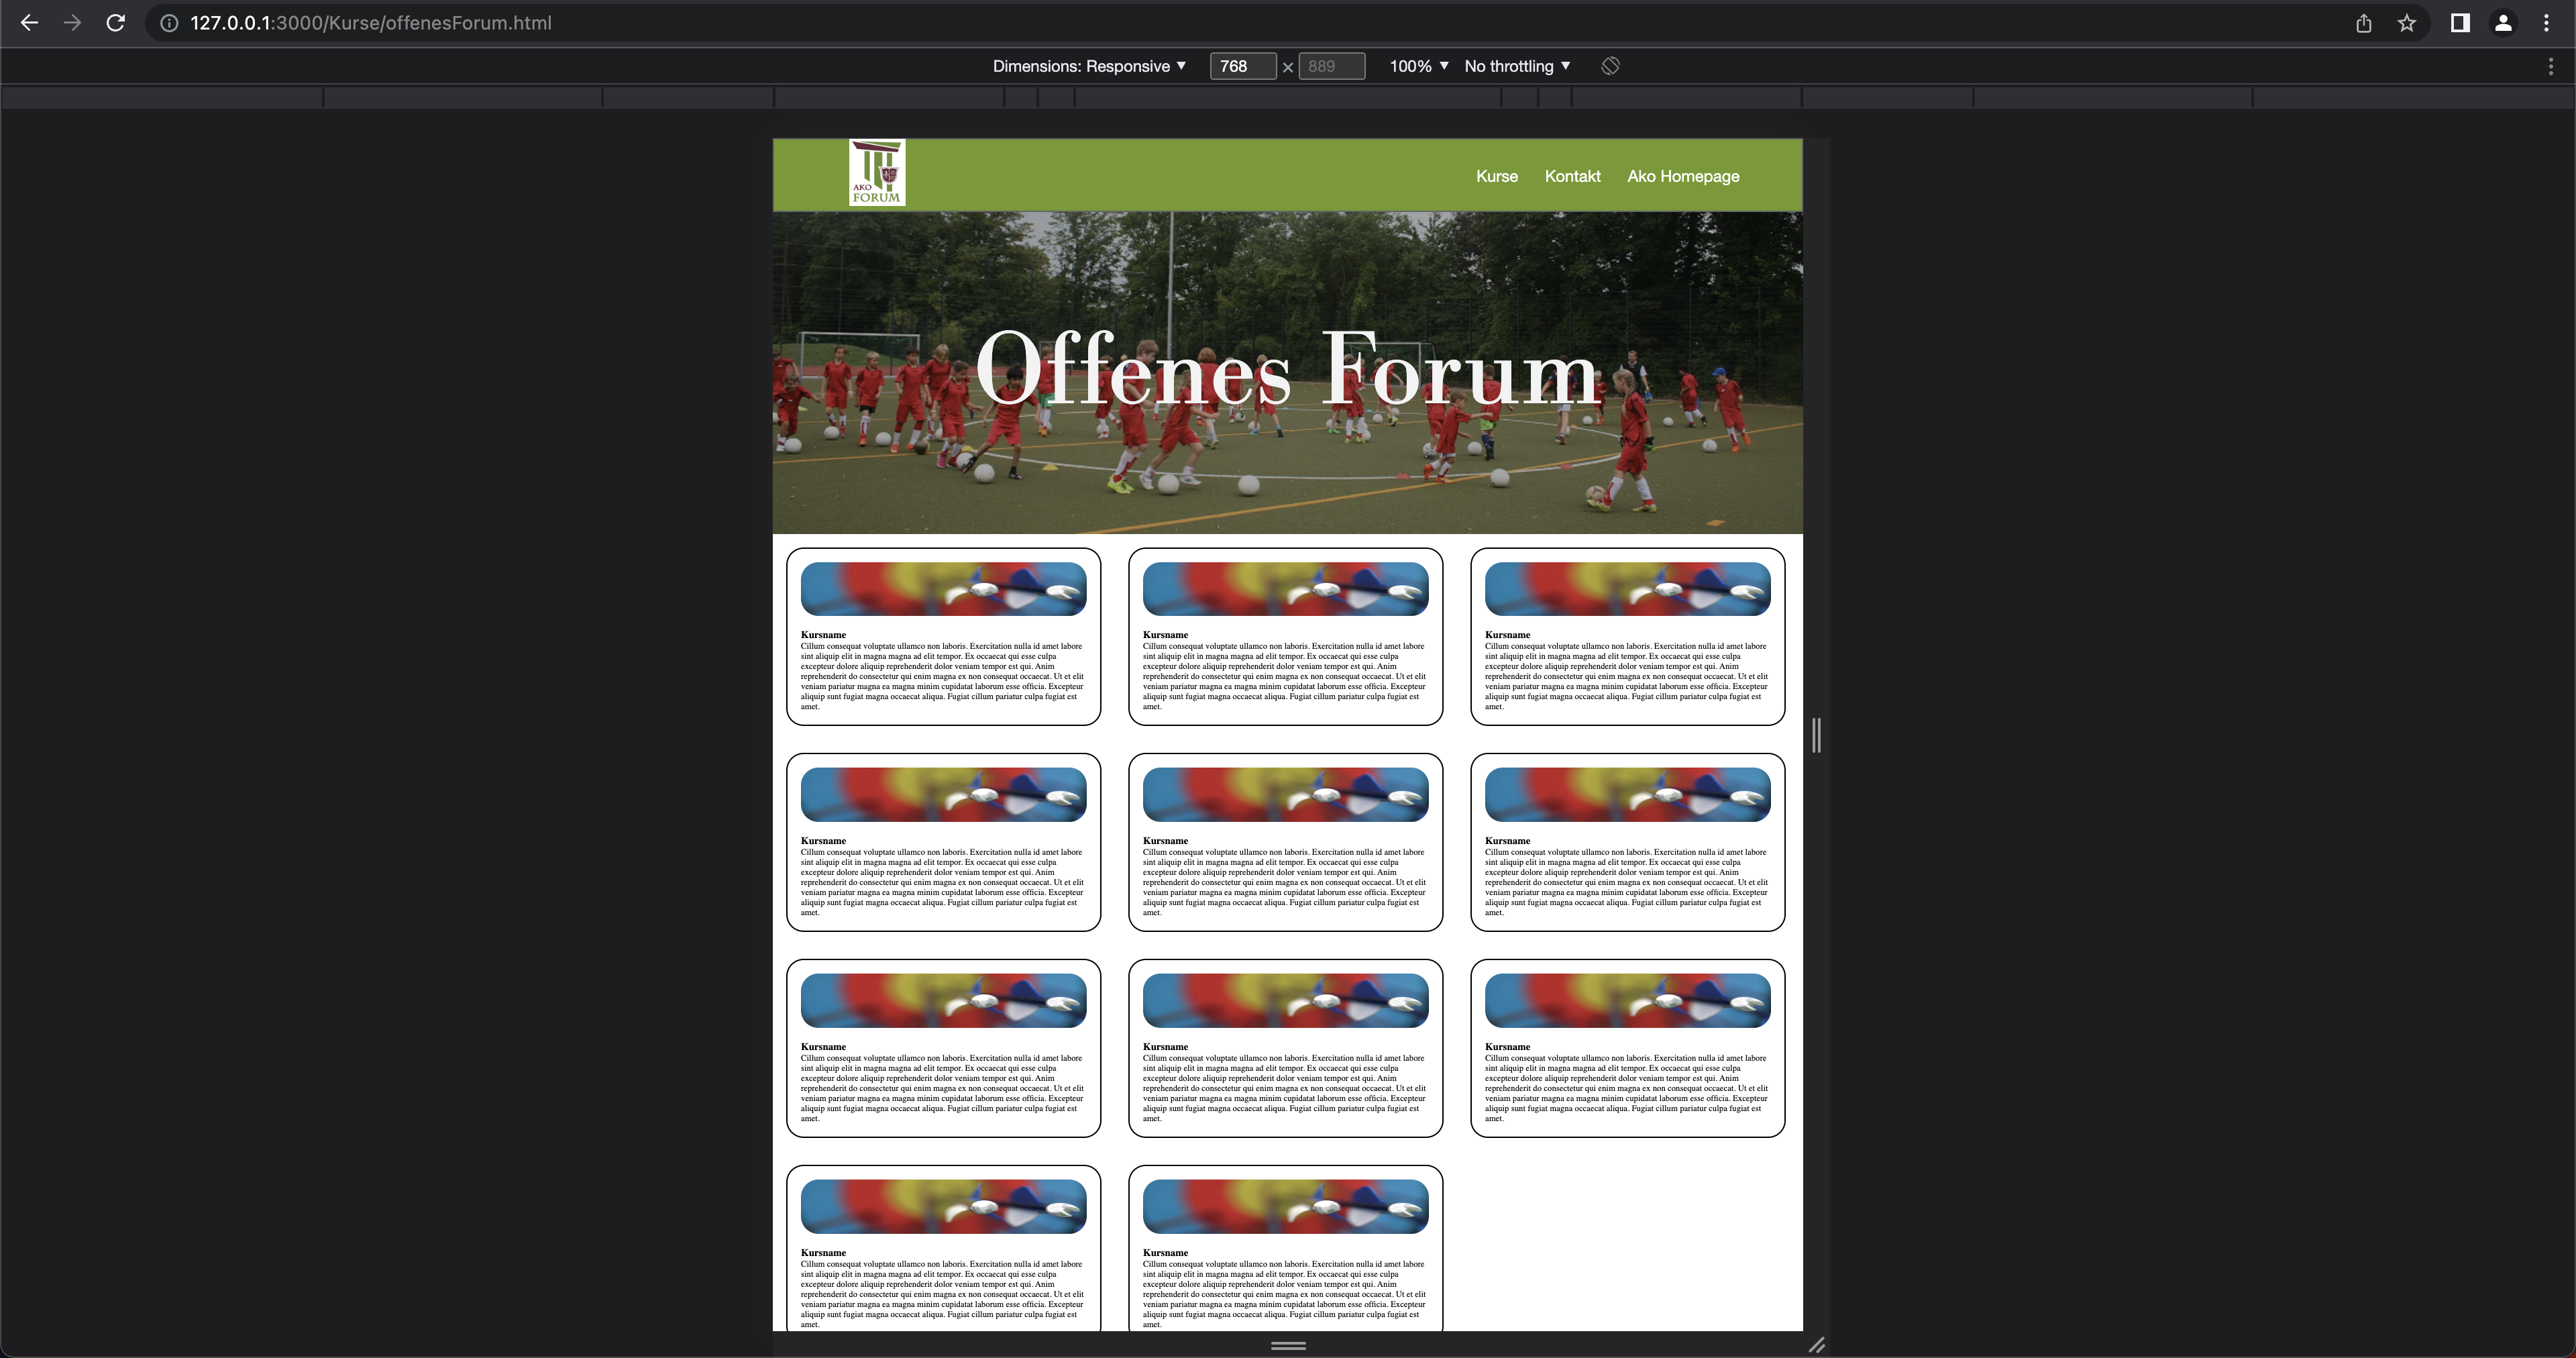 127.0.0.1:3000/Kurse/offenesForum.html
Dimensions: Responsive 768 × 889 100% No throttling
AKO
FORUM
Kurse Kontakt Ako Homepage
Offenes Forum
Kursname
Cillum consequat voluptate ullamco non laboris. Exercitation nulla id amet labore
sint aliquip elit in magna magna ad elit tempor. Ex occaecat qui esse culpa
excepteur dolore aliquip reprehenderit dolor veniam tempor est qui. Anim
reprehenderit do consectetur qui enim magna ex non consequat occaecat. Ut et elit
veniam pariatur magna ea magna minim cupidatat laborum esse officia. Excepteur
aliquip sunt fugiat magna occaecat aliqua. Fugiat cillum pariatur culpa fugiat est
amet.
Kursname
Cillum consequat voluptate ullamco non laboris. Exercitation nulla id amet labore
sint aliquip elit in magna magna ad elit tempor. Ex occaecat qui esse culpa
excepteur dolore aliquip reprehenderit dolor veniam tempor est qui. Anim
reprehenderit do consectetur qui enim magna ex non consequat occaecat. Ut et elit
veniam pariatur magna ea magna minim cupidatat laborum esse officia. Excepteur
aliquip sunt fugiat magna occaecat aliqua. Fugiat cillum pariatur culpa fugiat est
amet.
Kursname
Cillum consequat voluptate ullamco non laboris. Exercitation nulla id amet labore
sint aliquip elit in magna magna ad elit tempor. Ex occaecat qui esse culpa
excepteur dolore aliquip reprehenderit dolor veniam tempor est qui. Anim
reprehenderit do consectetur qui enim magna ex non consequat occaecat. Ut et elit
veniam pariatur magna ea magna minim cupidatat laborum esse officia. Excepteur
aliquip sunt fugiat magna occaecat aliqua. Fugiat cillum pariatur culpa fugiat est
amet.
Kursname
Cillum consequat voluptate ullamco non laboris. Exercitation nulla id amet labore
sint aliquip elit in magna magna ad elit tempor. Ex occaecat qui esse culpa
excepteur dolore aliquip reprehenderit dolor veniam tempor est qui. Anim
reprehenderit do consectetur qui enim magna ex non consequat occaecat. Ut et elit
veniam pariatur magna ea magna minim cupidatat laborum esse officia. Excepteur
aliquip sunt fugiat magna occaecat aliqua. Fugiat cillum pariatur culpa fugiat est
amet.
Kursname
Cillum consequat voluptate ullamco non laboris. Exercitation nulla id amet labore
sint aliquip elit in magna magna ad elit tempor. Ex occaecat qui esse culpa
excepteur dolore aliquip reprehenderit dolor veniam tempor est qui. Anim
reprehenderit do consectetur qui enim magna ex non consequat occaecat. Ut et elit
veniam pariatur magna ea magna minim cupidatat laborum esse officia. Excepteur
aliquip sunt fugiat magna occaecat aliqua. Fugiat cillum pariatur culpa fugiat est
amet.
Kursname
Cillum consequat voluptate ullamco non laboris. Exercitation nulla id amet labore
sint aliquip elit in magna magna ad elit tempor. Ex occaecat qui esse culpa
excepteur dolore aliquip reprehenderit dolor veniam tempor est qui. Anim
reprehenderit do consectetur qui enim magna ex non consequat occaecat. Ut et elit
veniam pariatur magna ea magna minim cupidatat laborum esse officia. Excepteur
aliquip sunt fugiat magna occaecat aliqua. Fugiat cillum pariatur culpa fugiat est
amet.
Kursname
Cillum consequat voluptate ullamco non laboris. Exercitation nulla id amet labore
sint aliquip elit in magna magna ad elit tempor. Ex occaecat qui esse culpa
excepteur dolore aliquip reprehenderit dolor veniam tempor est qui. Anim
reprehenderit do consectetur qui enim magna ex non consequat occaecat. Ut et elit
veniam pariatur magna ea magna minim cupidatat laborum esse officia. Excepteur
aliquip sunt fugiat magna occaecat aliqua. Fugiat cillum pariatur culpa fugiat est
amet.
Kursname
Cillum consequat voluptate ullamco non laboris. Exercitation nulla id amet labore
sint aliquip elit in magna magna ad elit tempor. Ex occaecat qui esse culpa
excepteur dolore aliquip reprehenderit dolor veniam tempor est qui. Anim
reprehenderit do consectetur qui enim magna ex non consequat occaecat. Ut et elit
veniam pariatur magna ea magna minim cupidatat laborum esse officia. Excepteur
aliquip sunt fugiat magna occaecat aliqua. Fugiat cillum pariatur culpa fugiat est
amet.
Kursname
Cillum consequat voluptate ullamco non laboris. Exercitation nulla id amet labore
sint aliquip elit in magna magna ad elit tempor. Ex occaecat qui esse culpa
excepteur dolore aliquip reprehenderit dolor veniam tempor est qui. Anim
reprehenderit do consectetur qui enim magna ex non consequat occaecat. Ut et elit
veniam pariatur magna ea magna minim cupidatat laborum esse officia. Excepteur
aliquip sunt fugiat magna occaecat aliqua. Fugiat cillum pariatur culpa fugiat est
amet.
Kursname
Cillum consequat voluptate ullamco non laboris. Exercitation nulla id amet labore
sint aliquip elit in magna magna ad elit tempor. Ex occaecat qui esse culpa
excepteur dolore aliquip reprehenderit dolor veniam tempor est qui. Anim
reprehenderit do consectetur qui enim magna ex non consequat occaecat. Ut et elit
veniam pariatur magna ea magna minim cupidatat laborum esse officia. Excepteur
aliquip sunt fugiat magna occaecat aliqua. Fugiat cillum pariatur culpa fugiat est
amet.
Kursname
Cillum consequat voluptate ullamco non laboris. Exercitation nulla id amet labore
sint aliquip elit in magna magna ad elit tempor. Ex occaecat qui esse culpa
excepteur dolore aliquip reprehenderit dolor veniam tempor est qui. Anim
reprehenderit do consectetur qui enim magna ex non consequat occaecat. Ut et elit
veniam pariatur magna ea magna minim cupidatat laborum esse officia. Excepteur
aliquip sunt fugiat magna occaecat aliqua. Fugiat cillum pariatur culpa fugiat est
amet.